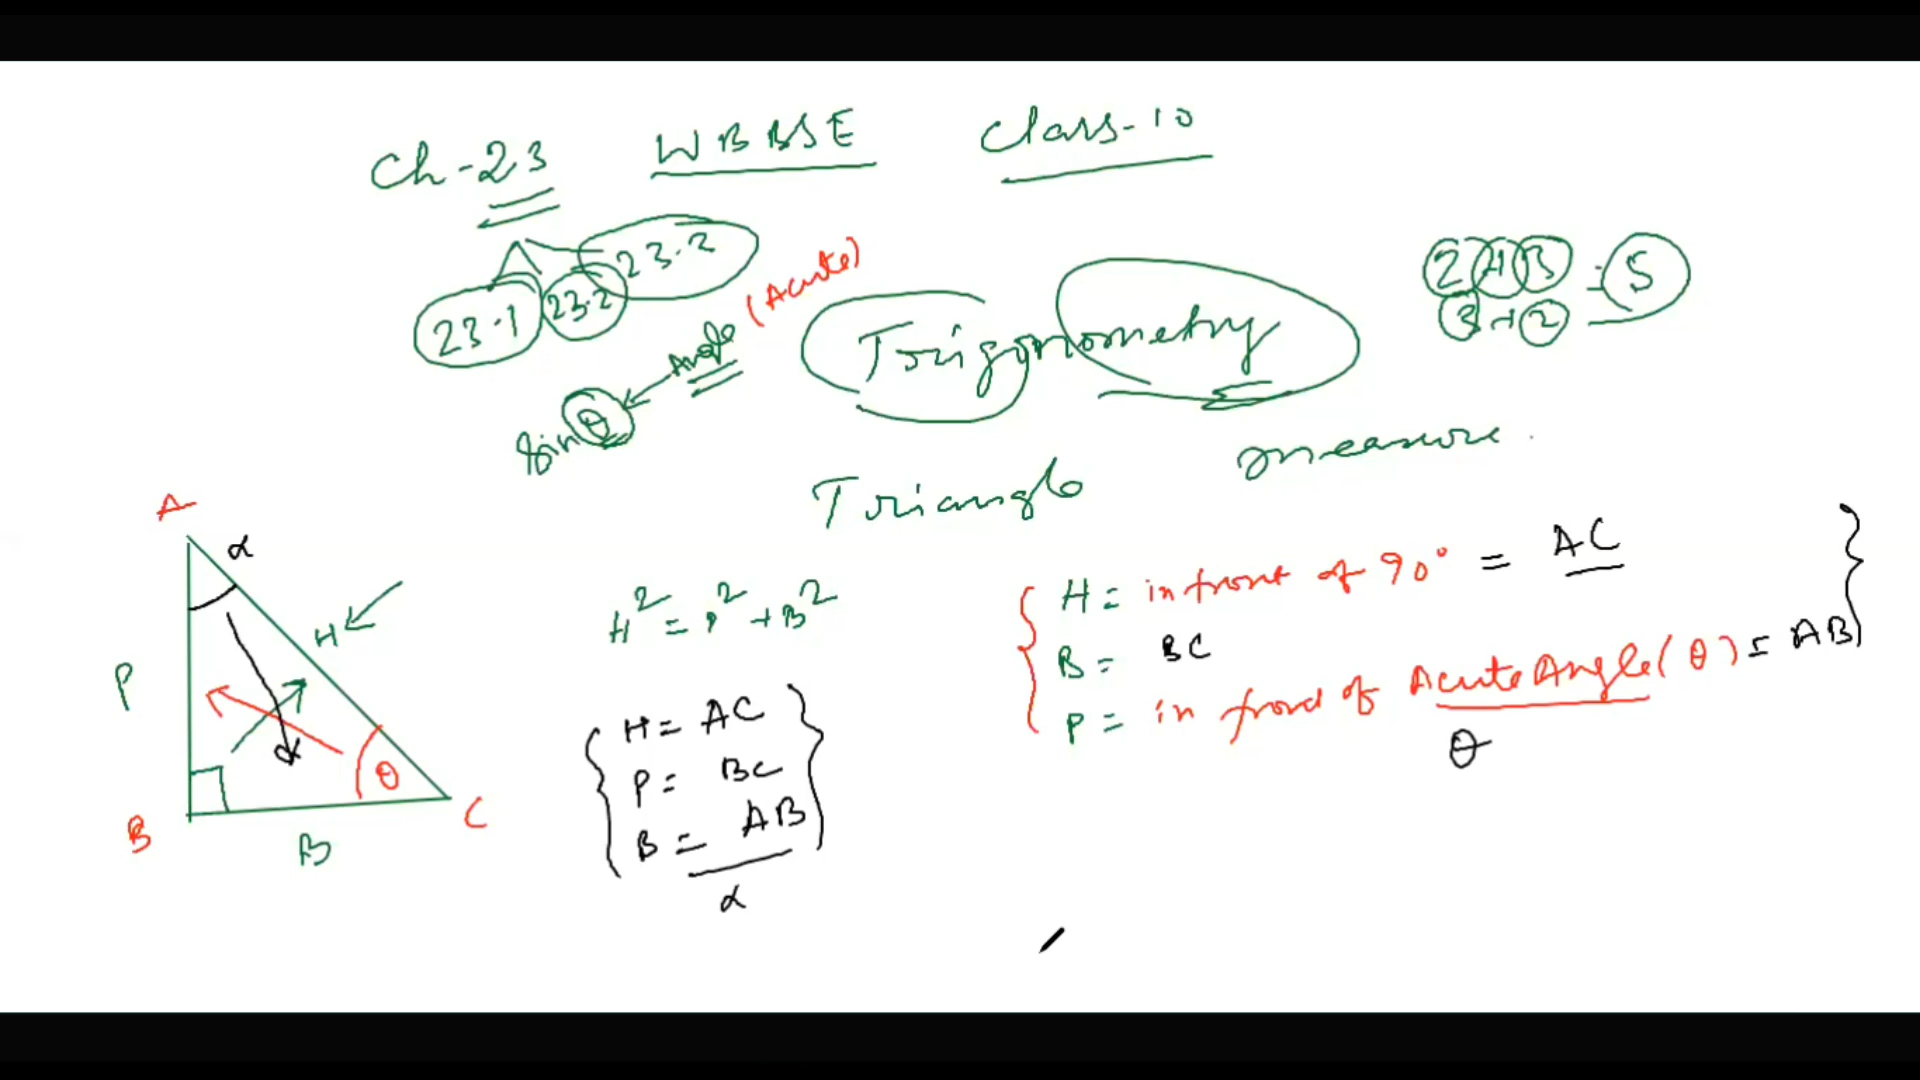 Ch-23 WBBSE Class-10
23.2
23.1 23.2
(Acute)
Angle
sin θ
Trigonometry
2+3 = 5
3+2
Triangle measure
A
α
H
P
α
θ
B
C
B
H² = P² + B²
H = AC
P = BC
B = AB
α
H = in front of 90° = AC
B = BC
P = in front of Acute Angle (θ) = AB
θ